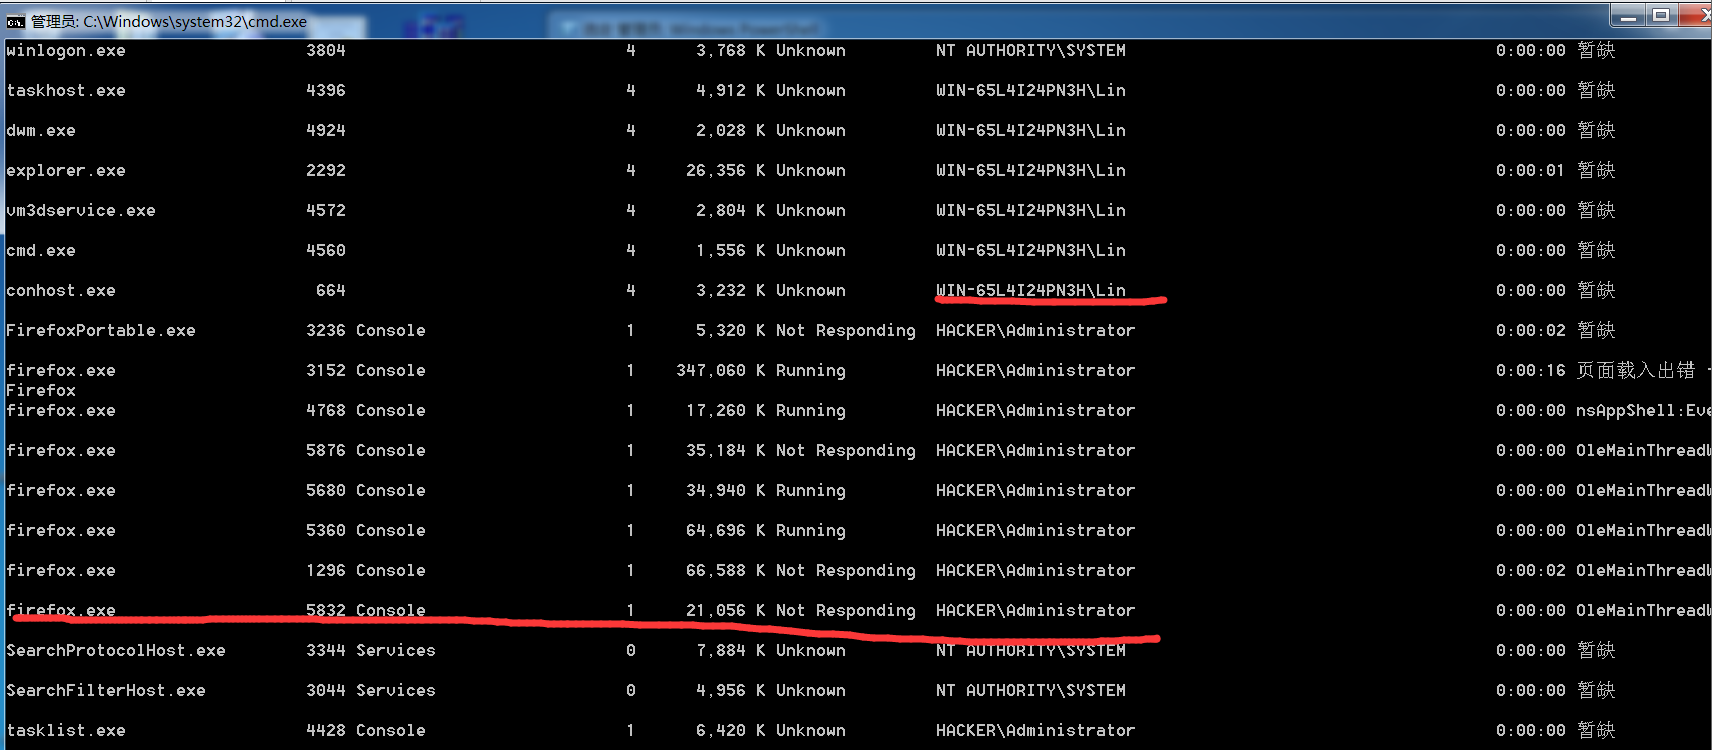 管理员: C:\Windows\system32\cmd.exe
winlogon.exe 3804 4 3,768 K Unknown NT AUTHORITY\SYSTEM 0:00:00 暂缺
taskhost.exe 4396 4 4,912 K Unknown WIN-65L4I24PN3H\Lin 0:00:00 暂缺
dwm.exe 4924 4 2,028 K Unknown WIN-65L4I24PN3H\Lin 0:00:00 暂缺
explorer.exe 2292 4 26,356 K Unknown WIN-65L4I24PN3H\Lin 0:00:01 暂缺
vm3dservice.exe 4572 4 2,804 K Unknown WIN-65L4I24PN3H\Lin 0:00:00 暂缺
cmd.exe 4560 4 1,556 K Unknown WIN-65L4I24PN3H\Lin 0:00:00 暂缺
conhost.exe 664 4 3,232 K Unknown WIN-65L4I24PN3H\Lin 0:00:00 暂缺
FirefoxPortable.exe 3236 Console 1 5,320 K Not Responding HACKER\Administrator 0:00:02 暂缺
firefox.exe 3152 Console 1 347,060 K Running HACKER\Administrator 0:00:16 页面载入出错 -
Firefox
firefox.exe 4768 Console 1 17,260 K Running HACKER\Administrator 0:00:00 nsAppShell:Eve
firefox.exe 5876 Console 1 35,184 K Not Responding HACKER\Administrator 0:00:00 OleMainThreadW
firefox.exe 5680 Console 1 34,940 K Running HACKER\Administrator 0:00:00 OleMainThreadW
firefox.exe 5360 Console 1 64,696 K Running HACKER\Administrator 0:00:00 OleMainThreadW
firefox.exe 1296 Console 1 66,588 K Not Responding HACKER\Administrator 0:00:02 OleMainThreadW
firefox.exe 5832 Console 1 21,056 K Not Responding HACKER\Administrator 0:00:00 OleMainThreadW
SearchProtocolHost.exe 3344 Services 0 7,884 K Unknown NT AUTHORITY\SYSTEM 0:00:00 暂缺
SearchFilterHost.exe 3044 Services 0 4,956 K Unknown NT AUTHORITY\SYSTEM 0:00:00 暂缺
tasklist.exe 4428 Console 1 6,420 K Unknown HACKER\Administrator 0:00:00 暂缺